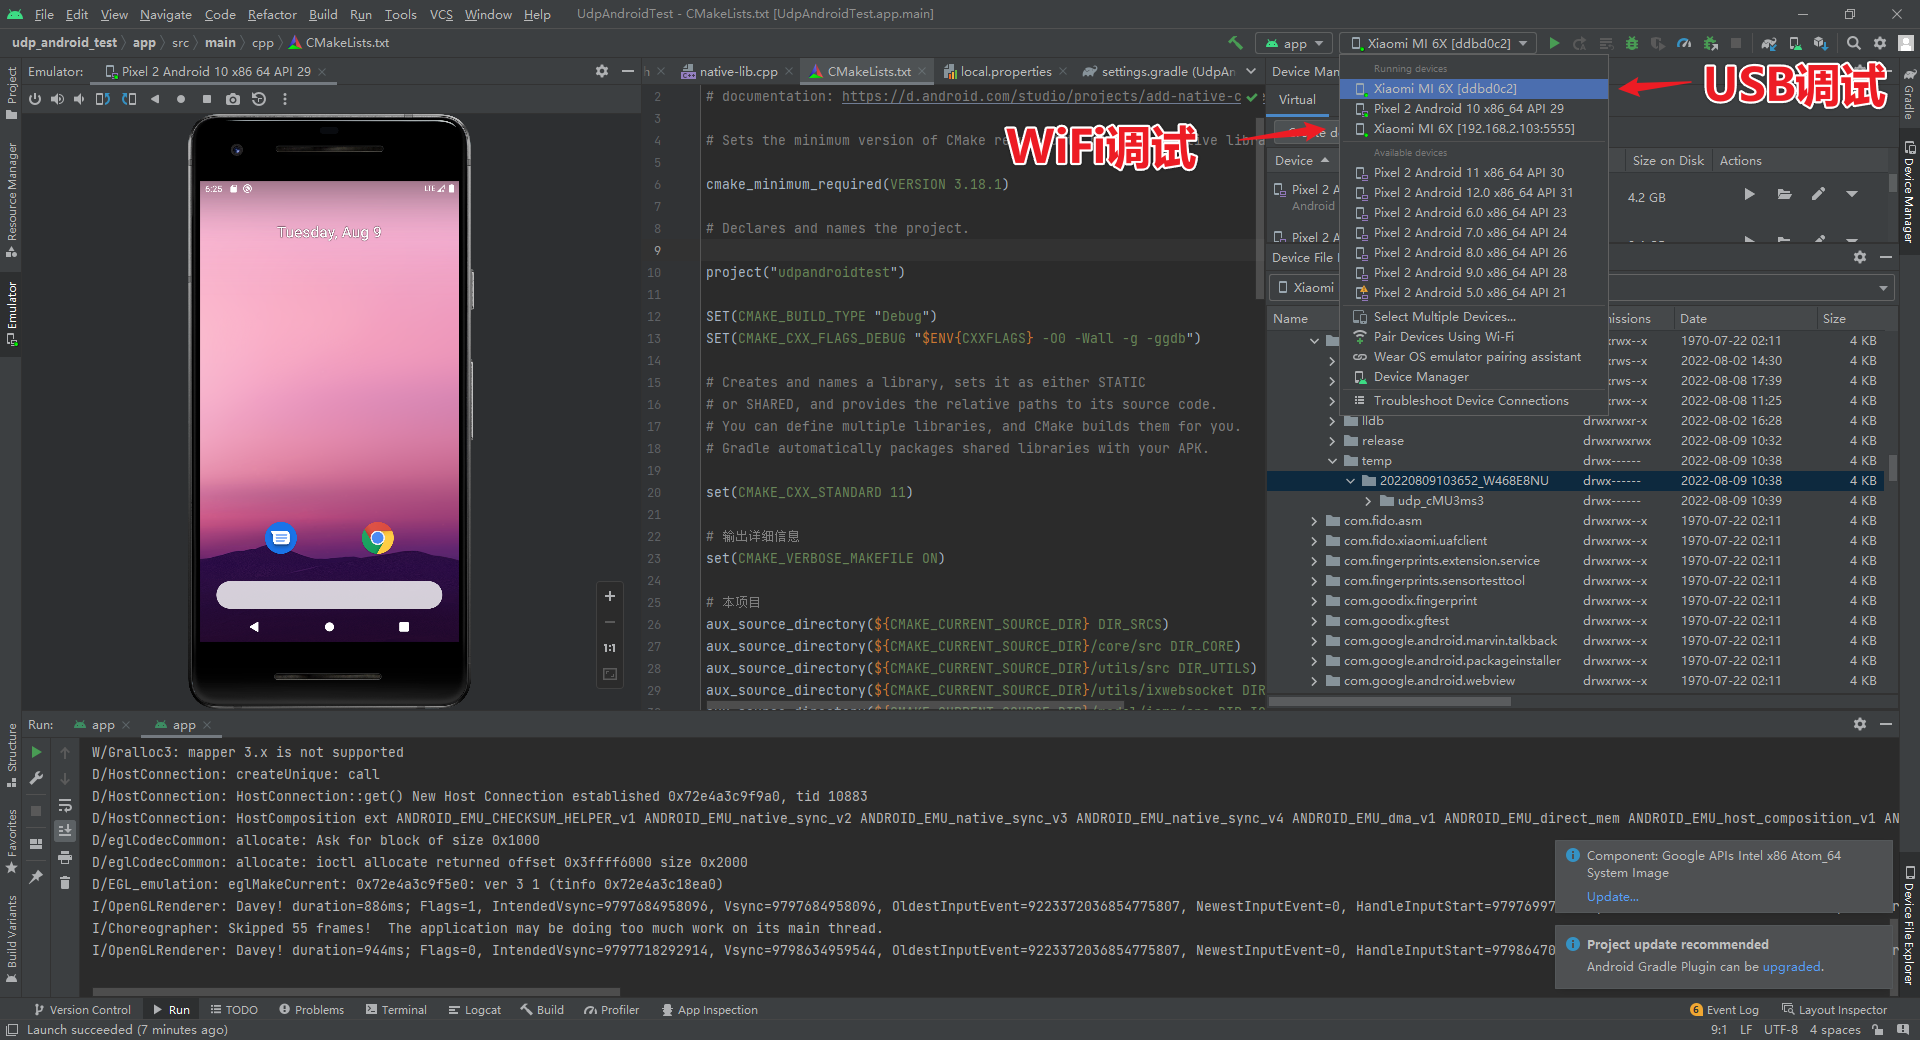 File Edit View Navigate Code Refactor Build Run Tools VCS Window Help UdpAndroidTest - CMakeLists.txt [UdpAndroidTest.app.main]
udp_android_test app src main cpp CMakeLists.txt
app Xiaomi MI 6X [ddbd0c2]
Emulator: Pixel 2 Android 10 x86 64 API 29
native-lib.cpp CMakeLists.txt local.properties settings.gradle (UdpAn
Device Man
Virtual
Device
Size on Disk Actions
Pixel 2 A
Android
4.2 GB
Pixel 2 A
Running devices
Xiaomi MI 6X [ddbd0c2]
Pixel 2 Android 10 x86_64 API 29
Xiaomi MI 6X [192.168.2.103:5555]
Available devices
Pixel 2 Android 11 x86_64 API 30
Pixel 2 Android 12.0 x86_64 API 31
Pixel 2 Android 6.0 x86_64 API 23
Pixel 2 Android 7.0 x86_64 API 24
Pixel 2 Android 8.0 x86_64 API 26
Pixel 2 Android 9.0 x86_64 API 28
Pixel 2 Android 5.0 x86_64 API 21
Select Multiple Devices...
Pair Devices Using Wi-Fi
Wear OS emulator pairing assistant
Device Manager
Troubleshoot Device Connections
USB调试
WiFi调试
Project
Resource Manager
Emulator
Structure
Favorites
Build Variants
Gradle
Device Manager
Device File Explorer
6:25 LTE
Tuesday, Aug 9
1:1
2 # documentation: https://d.android.com/studio/projects/add-native-c
3
4 # Sets the minimum version of CMake re
5
6 cmake_minimum_required(VERSION 3.18.1)
7
8 # Declares and names the project.
9
10 project("udpandroidtest")
11
12 SET(CMAKE_BUILD_TYPE "Debug")
13 SET(CMAKE_CXX_FLAGS_DEBUG "$ENV{CXXFLAGS} -O0 -Wall -g -ggdb")
14
15 # Creates and names a library, sets it as either STATIC
16 # or SHARED, and provides the relative paths to its source code.
17 # You can define multiple libraries, and CMake builds them for you.
18 # Gradle automatically packages shared libraries with your APK.
19
20 set(CMAKE_CXX_STANDARD 11)
21
22 # 输出详细信息
23 set(CMAKE_VERBOSE_MAKEFILE ON)
24
25 # 本项目
26 aux_source_directory(${CMAKE_CURRENT_SOURCE_DIR} DIR_SRCS)
27 aux_source_directory(${CMAKE_CURRENT_SOURCE_DIR}/core/src DIR_CORE)
28 aux_source_directory(${CMAKE_CURRENT_SOURCE_DIR}/utils/src DIR_UTILS)
29 aux_source_directory(${CMAKE_CURRENT_SOURCE_DIR}/utils/ixwebsocket DIR
Device File
Xiaomi
Name issions Date Size
rwxrwx--x 1970-07-22 02:11 4 KB
rwxrws--x 2022-08-02 14:30 4 KB
rwxrws--x 2022-08-08 17:39 4 KB
rwxrwx--x 2022-08-08 11:25 4 KB
lldb drwxrwxr-x 2022-08-02 16:28 4 KB
release drwxrwxrwx 2022-08-09 10:32 4 KB
temp drwx------ 2022-08-09 10:38 4 KB
20220809103652_W468E8NU drwx------ 2022-08-09 10:38 4 KB
udp_cMU3ms3 drwx------ 2022-08-09 10:39 4 KB
com.fido.asm drwxrwx--x 1970-07-22 02:11 4 KB
com.fido.xiaomi.uafclient drwxrwx--x 1970-07-22 02:11 4 KB
com.fingerprints.extension.service drwxrwx--x 1970-07-22 02:11 4 KB
com.fingerprints.sensortesttool drwxrwx--x 1970-07-22 02:11 4 KB
com.goodix.fingerprint drwxrwx--x 1970-07-22 02:11 4 KB
com.goodix.gftest drwxrwx--x 1970-07-22 02:11 4 KB
com.google.android.marvin.talkback drwxrwx--x 1970-07-22 02:11 4 KB
com.google.android.packageinstaller drwxrwx--x 1970-07-22 02:11 4 KB
com.google.android.webview drwxrwx--x 1970-07-22 02:11 4 KB
Run: app app
W/Gralloc3: mapper 3.x is not supported
D/HostConnection: createUnique: call
D/HostConnection: HostConnection::get() New Host Connection established 0x72e4a3c9f9a0, tid 10883
D/HostConnection: HostComposition ext ANDROID_EMU_CHECKSUM_HELPER_v1 ANDROID_EMU_native_sync_v2 ANDROID_EMU_native_sync_v3 ANDROID_EMU_native_sync_v4 ANDROID_EMU_dma_v1 ANDROID_EMU_direct_mem ANDROID_EMU_host_composition_v1 AN
D/eglCodecCommon: allocate: Ask for block of size 0x1000
D/eglCodecCommon: allocate: ioctl allocate returned offset 0x3ffff6000 size 0x2000
D/EGL_emulation: eglMakeCurrent: 0x72e4a3c9f5e0: ver 3 1 (tinfo 0x72e4a3c18ea0)
I/OpenGLRenderer: Davey! duration=886ms; Flags=1, IntendedVsync=9797684958096, Vsync=9797684958096, OldestInputEvent=9223372036854775807, NewestInputEvent=0, HandleInputStart=97976997
I/Choreographer: Skipped 55 frames!  The application may be doing too much work on its main thread.
I/OpenGLRenderer: Davey! duration=944ms; Flags=0, IntendedVsync=9797718292914, Vsync=9798634959544, OldestInputEvent=9223372036854775807, NewestInputEvent=0, HandleInputStart=97986470
Component: Google APIs Intel x86 Atom_64
System Image
Update...
Project update recommended
Android Gradle Plugin can be upgraded.
Version Control Run TODO Problems Terminal Logcat Build Profiler App Inspection 6 Event Log Layout Inspector
Launch succeeded (7 minutes ago) 9:1 LF UTF-8 4 spaces